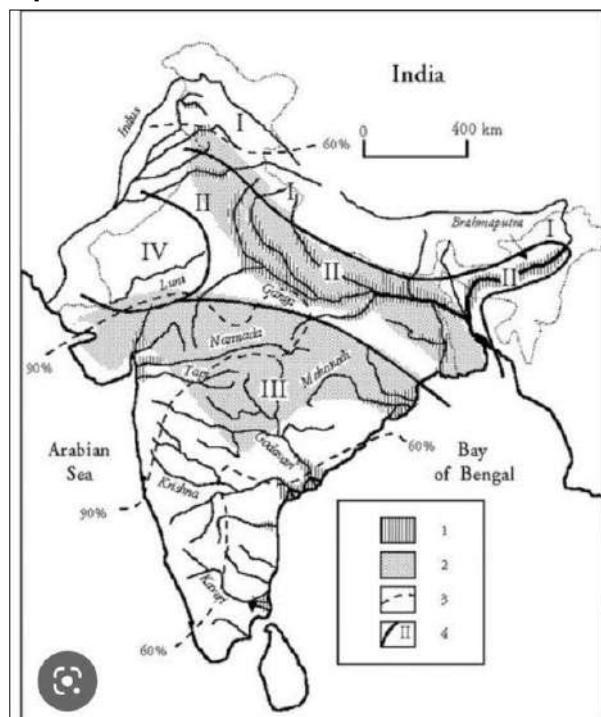 India
0 400 km
Indus
I
60%
I
II
Brahmaputra
I
IV
II
II
Luni
Ganga
90%
Narmada
Tapi
Mahanadi
III
Arabian
Sea
Godavari
60%
Bay
of Bengal
Krishna
90%
1
2
Kaveri
3
60%
II 4